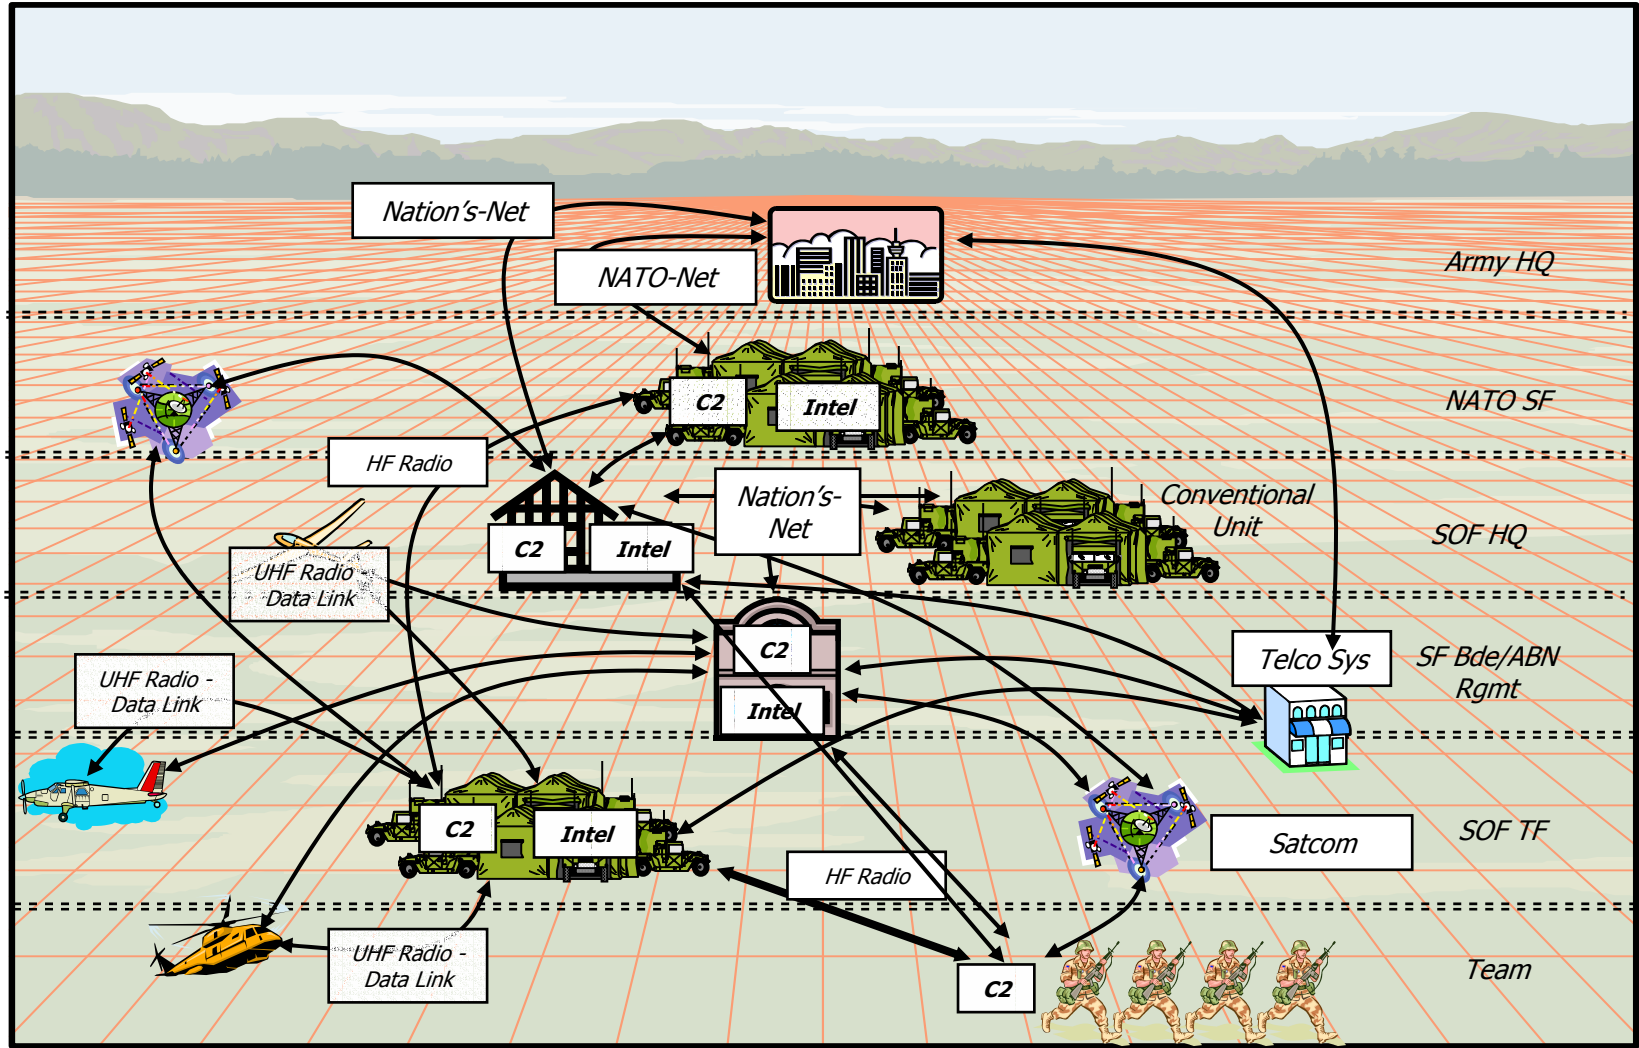 Nation's-Net
NATO-Net
Army HQ
C2
Intel
NATO SF
HF Radio
Nation's-
Net
Conventional
Unit
C2
Intel
SOF HQ
UHF Radio -
Data Link
C2
Intel
Telco Sys
SF Bde/ABN
Rgmt
UHF Radio -
Data Link
C2
Intel
Satcom
SOF TF
HF Radio
UHF Radio -
Data Link
C2
Team